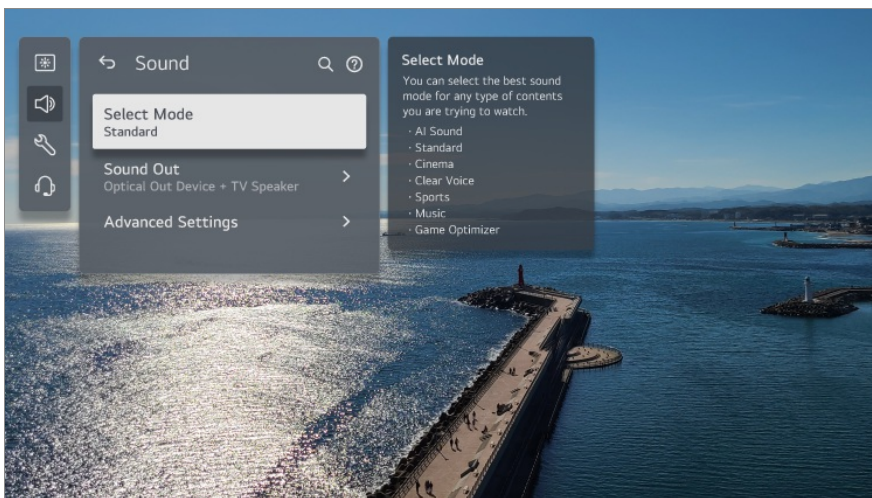 Sound
Select Mode
Standard
Sound Out
Optical Out Device + TV Speaker
Advanced Settings
Select Mode
You can select the best sound
mode for any type of contents
you are trying to watch.
· AI Sound
· Standard
· Cinema
· Clear Voice
· Sports
· Music
· Game Optimizer